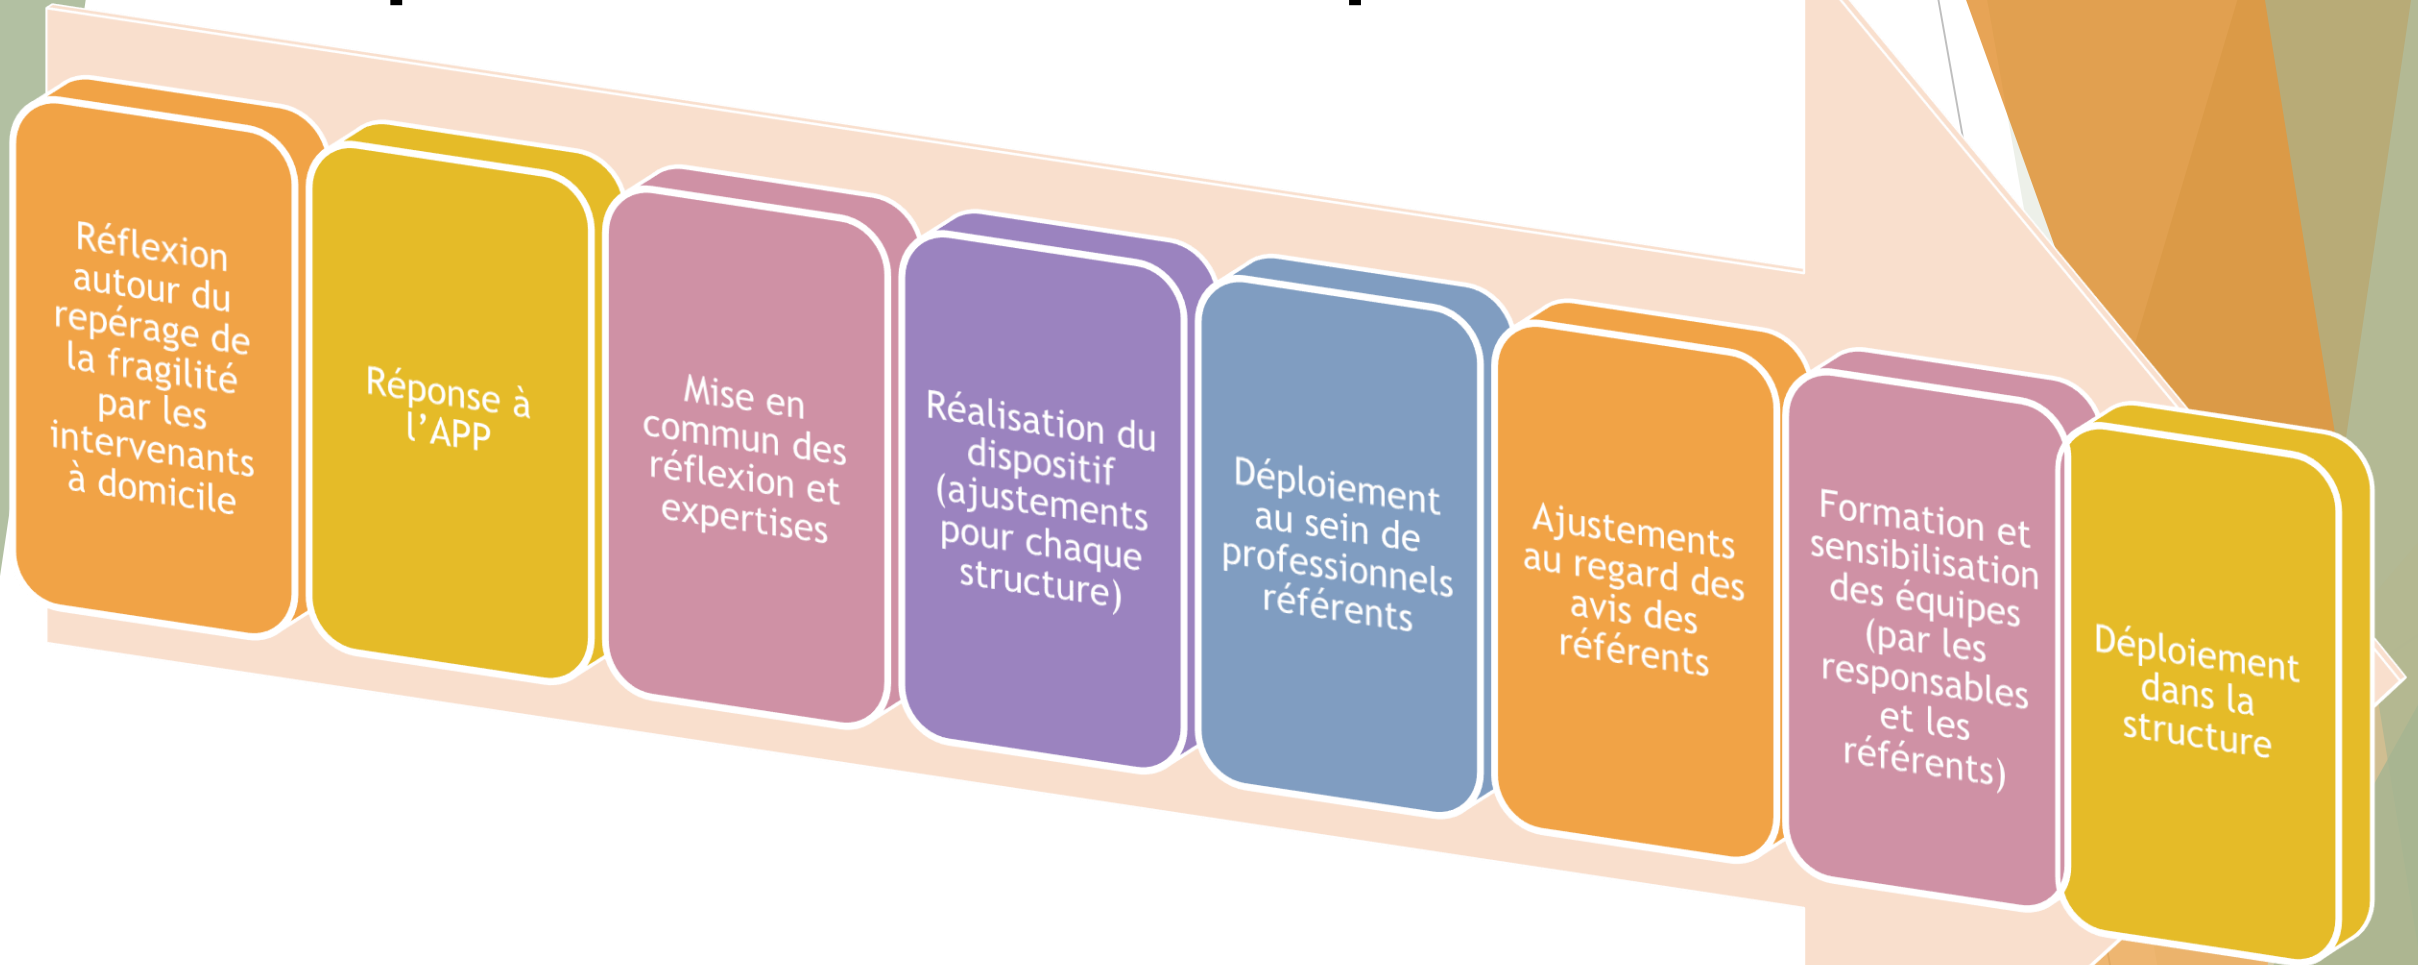 Réflexion
autour du
repérage de
la fragilité
par les
intervenants
à domicile
Réponse à
l’APP
Mise en
commun des
réflexion et
expertises
Réalisation du
dispositif
(ajustements
pour chaque
structure)
Déploiement
au sein de
professionnels
référents
Ajustements
au regard des
avis des
référents
Formation et
sensibilisation
des équipes
(par les
responsables
et les
référents)
Déploiement
dans la
structure